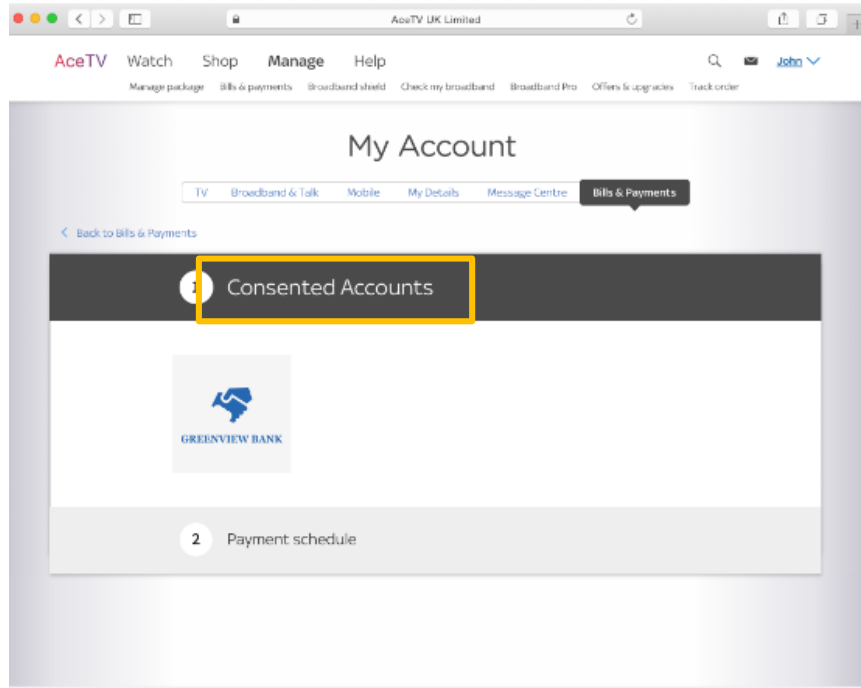 AceTV UK Limited
AceTV Watch Shop Manage Help John
Manage package Bills & payments Broadband shield Check my broadband Broadband Pro Offers & upgrades Track order
My Account
TV Broadband & Talk Mobile My Details Message Centre Bills & Payments
Back to Bills & Payments
1 Consented Accounts
GREENVIEW BANK
2 Payment schedule